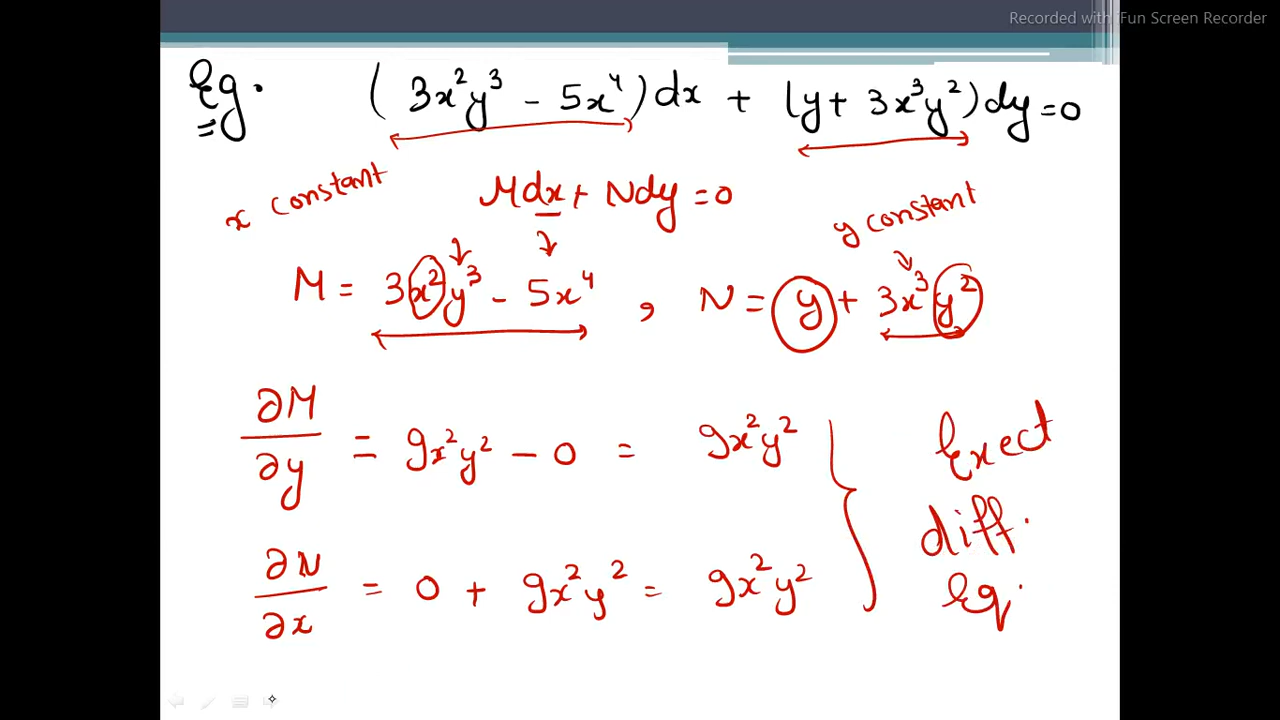 Recorded with iFun Screen Recorder
Eg. (3x²y³ - 5x⁴)dx + (y + 3x³y²)dy = 0
x constant
Mdx + Ndy = 0
y constant
M = 3x²y³ - 5x⁴ , N = y + 3x³y²
∂M/∂y = 9x²y² - 0 = 9x²y²
∂N/∂x = 0 + 9x²y² = 9x²y²
Exect
diff.
Eq.